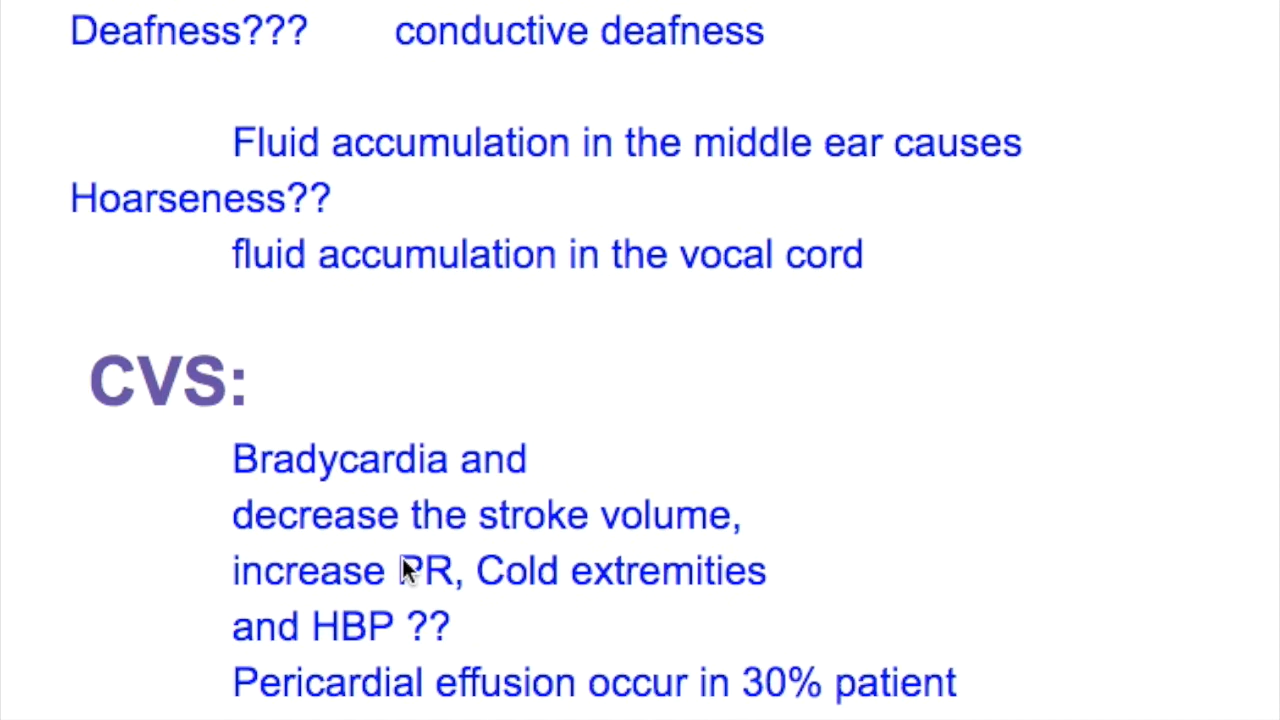 Deafness??? conductive deafness
Fluid accumulation in the middle ear causes
Hoarseness??
fluid accumulation in the vocal cord
CVS:
Bradycardia and
decrease the stroke volume,
increase PR, Cold extremities
and HBP ??
Pericardial effusion occur in 30% patient